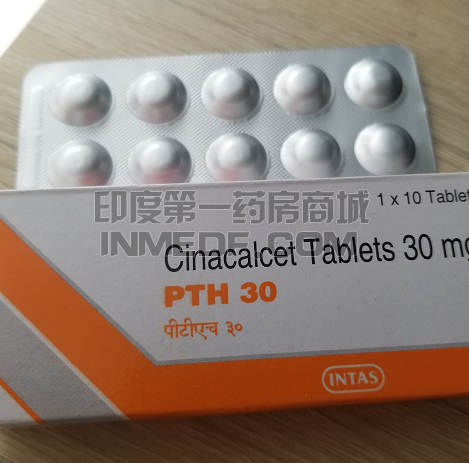 印度第一药房商城
INMEDE.COM
1 x 10 Tablet
Cinacalcet Tablets 30 mg
PTH 30
पीटीएच ३०
INTAS